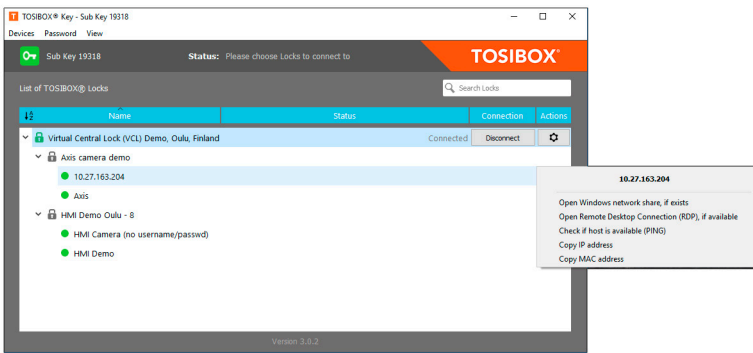 TOSIBOX® Key - Sub Key 19318
Devices Password View
Sub Key 19318 Status: Please choose Locks to connect to TOSIBOX®
List of TOSIBOX® Locks Search Locks
Name Status Connection Actions
Virtual Central Lock (VCL) Demo, Oulu, Finland Connected Disconnect
Axis camera demo
10.27.163.204
Axis
HMI Demo Oulu - 8
HMI Camera (no username/passwd)
HMI Demo
Version 3.0.2
10.27.163.204
Open Windows network share, if exists
Open Remote Desktop Connection (RDP), if available
Check if host is available (PING)
Copy IP address
Copy MAC address